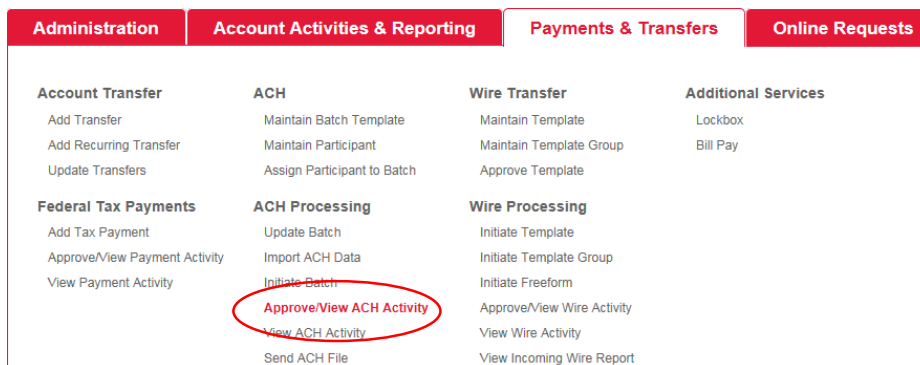 Administration
Account Activities & Reporting
Payments & Transfers
Online Requests
Account Transfer
Add Transfer
Add Recurring Transfer
Update Transfers
Federal Tax Payments
Add Tax Payment
Approve/View Payment Activity
View Payment Activity
ACH
Maintain Batch Template
Maintain Participant
Assign Participant to Batch
ACH Processing
Update Batch
Import ACH Data
Initiate Batch
Approve/View ACH Activity
View ACH Activity
Send ACH File
Wire Transfer
Maintain Template
Maintain Template Group
Approve Template
Wire Processing
Initiate Template
Initiate Template Group
Initiate Freeform
Approve/View Wire Activity
View Wire Activity
View Incoming Wire Report
Additional Services
Lockbox
Bill Pay